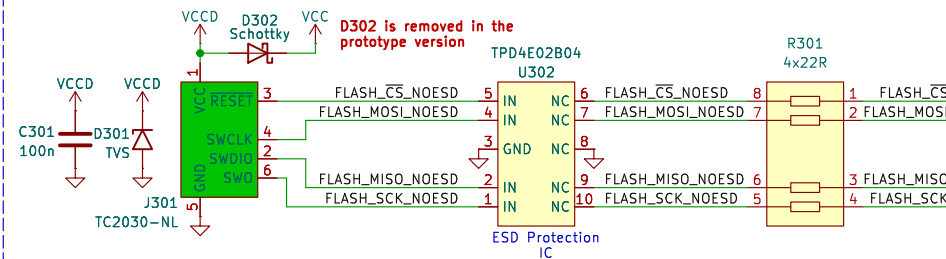 VCCD
D302
Schottky
VCC
D302 is removed in the
prototype version
VCCD
VCCD
C301
100n
D301
TVS
1
VCC
RESET
3
SWCLK
4
SWDIO
2
SWO
6
GND
5
J301
TC2030-NL
FLASH_CS_NOESD
FLASH_MOSI_NOESD
FLASH_MISO_NOESD
FLASH_SCK_NOESD
TPD4E02B04
U302
5 IN NC 6
4 IN NC 7
3 GND NC 8
2 IN NC 9
1 IN NC 10
ESD Protection
IC
FLASH_CS_NOESD
FLASH_MOSI_NOESD
FLASH_MISO_NOESD
FLASH_SCK_NOESD
R301
4x22R
8 1
7 2
6 3
5 4
FLASH_CS
FLASH_MOSI
FLASH_MISO
FLASH_SCK